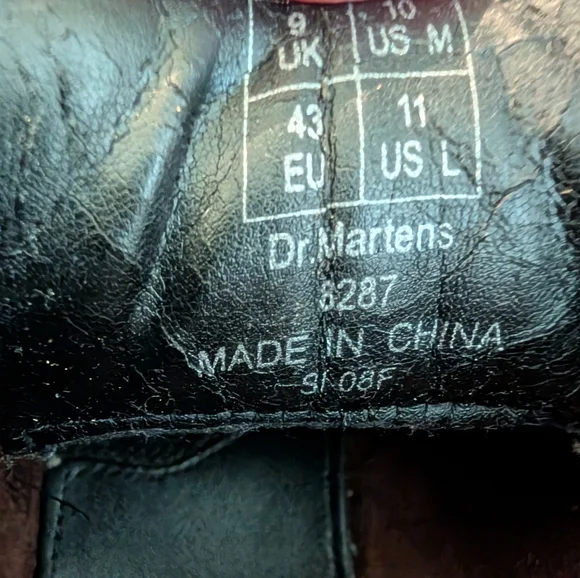 9 10
UK US M
43 11
EU US L
Dr.Martens
8287
MADE IN CHINA